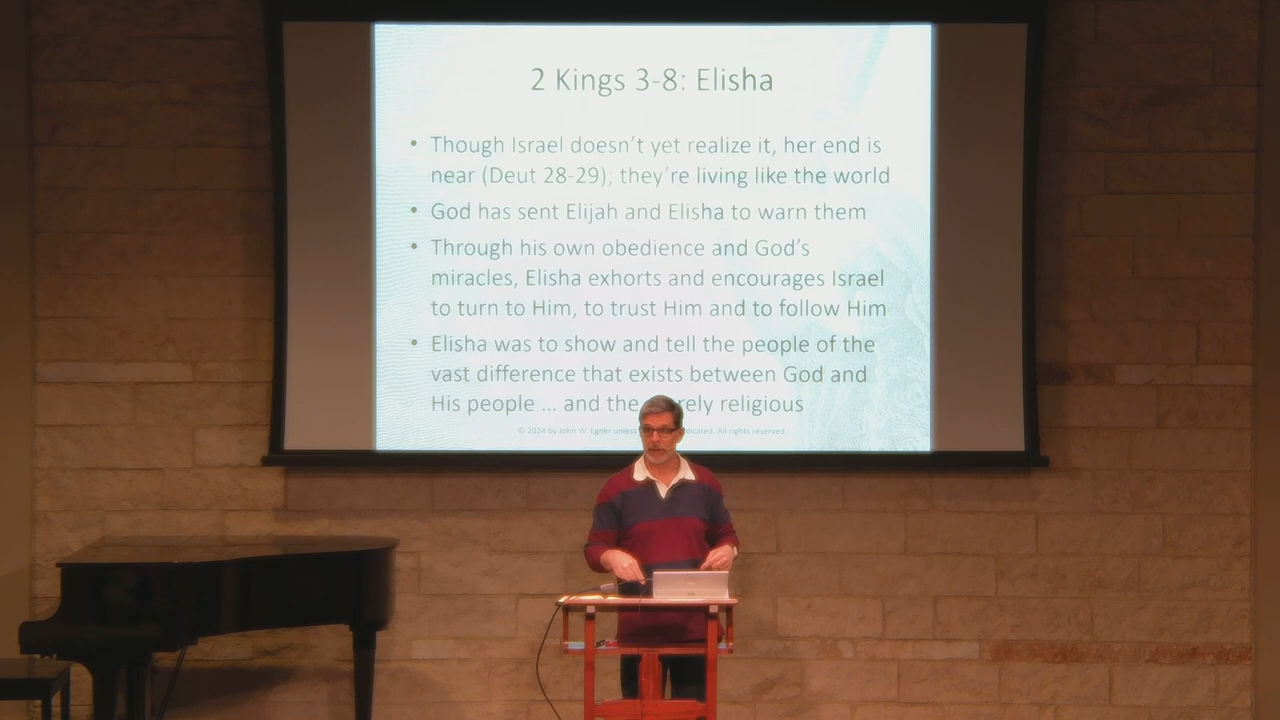 2 Kings 3-8: Elisha
• Though Israel doesn't yet realize it, her end is
near (Deut 28-29); they're living like the world
• God has sent Elijah and Elisha to warn them
• Through his own obedience and God's
miracles, Elisha exhorts and encourages Israel
to turn to Him, to trust Him and to follow Him
• Elisha was to show and tell the people of the
vast difference that exists between God and
His people ... and the religious
© 2024 by John W. Egner All rights reserved.